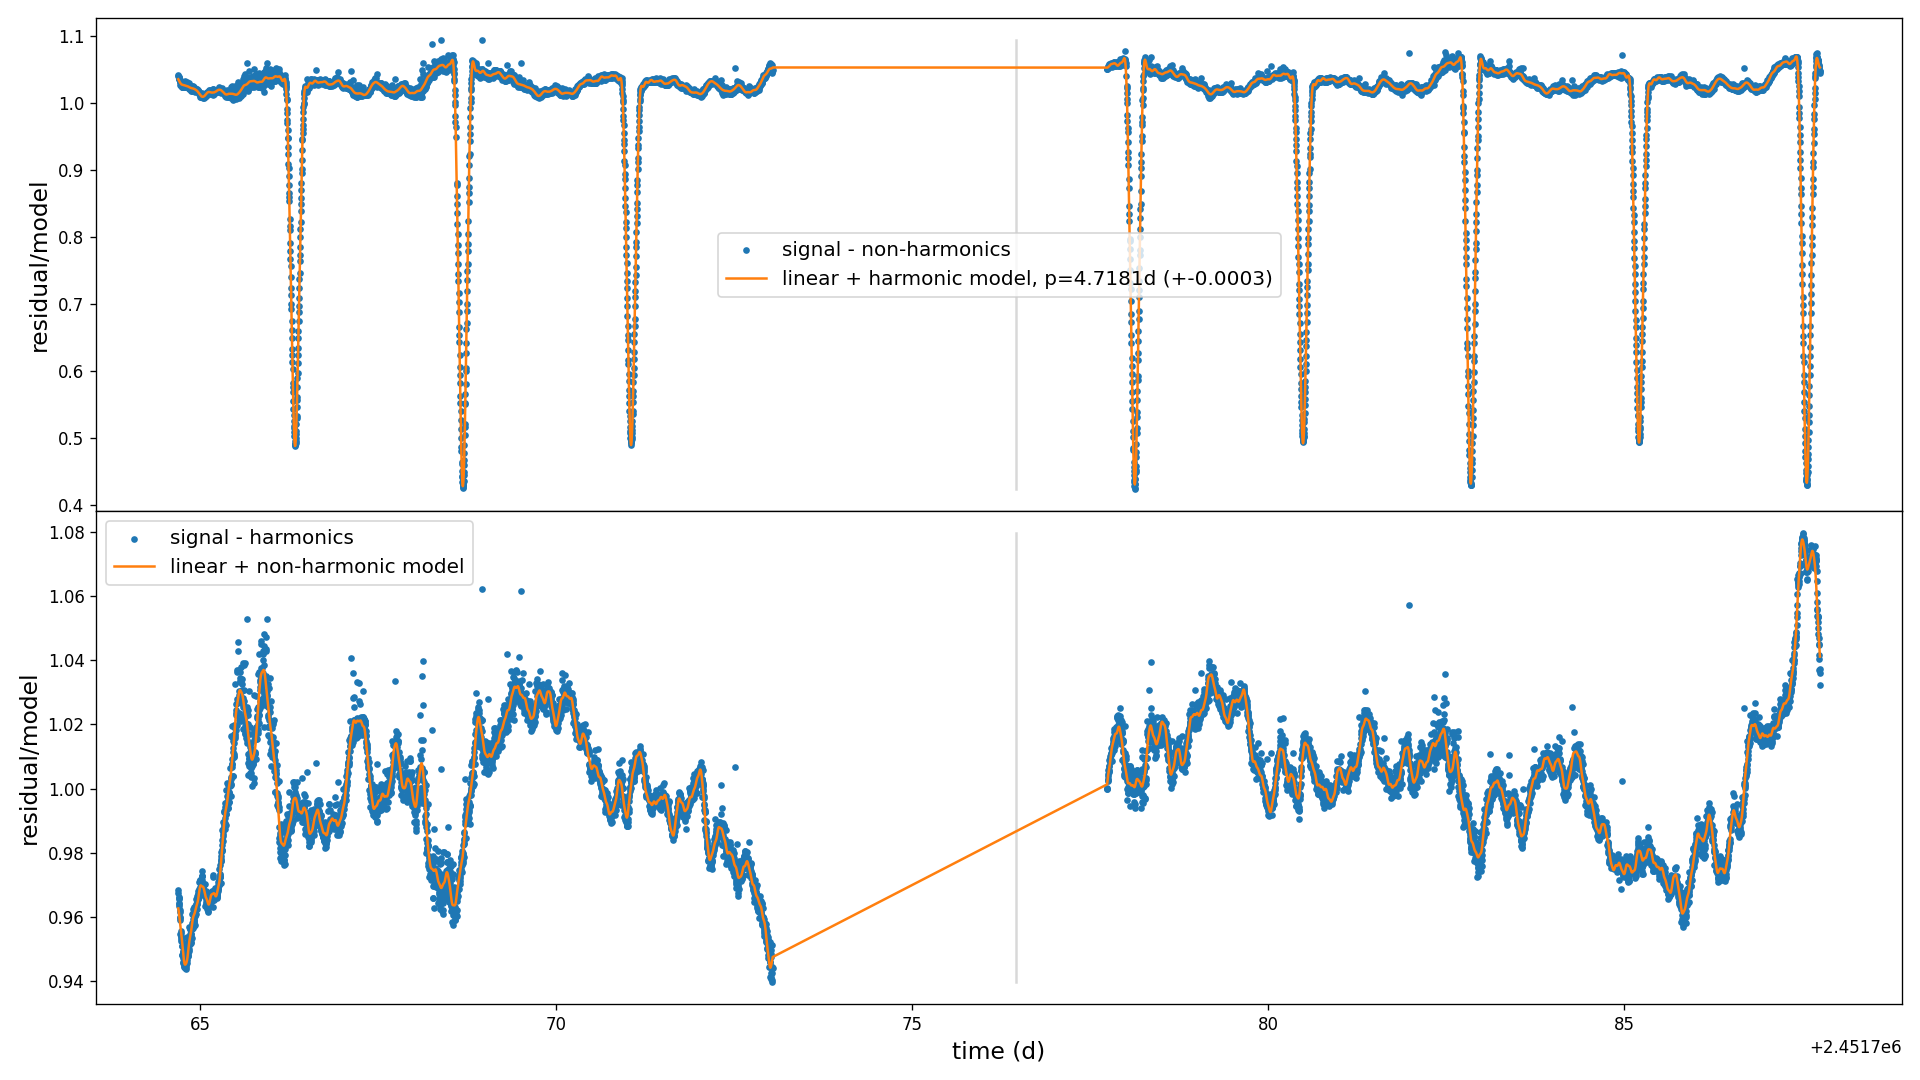 1.1
1.0
0.9
0.8
0.7
0.6
0.5
0.4
residual/model
signal - non-harmonics
linear + harmonic model, p=4.7181d (+-0.0003)
1.08
1.06
1.04
1.02
1.00
0.98
0.96
0.94
residual/model
signal - harmonics
linear + non-harmonic model
65
70
75
80
85
time (d)
+2.4517e6